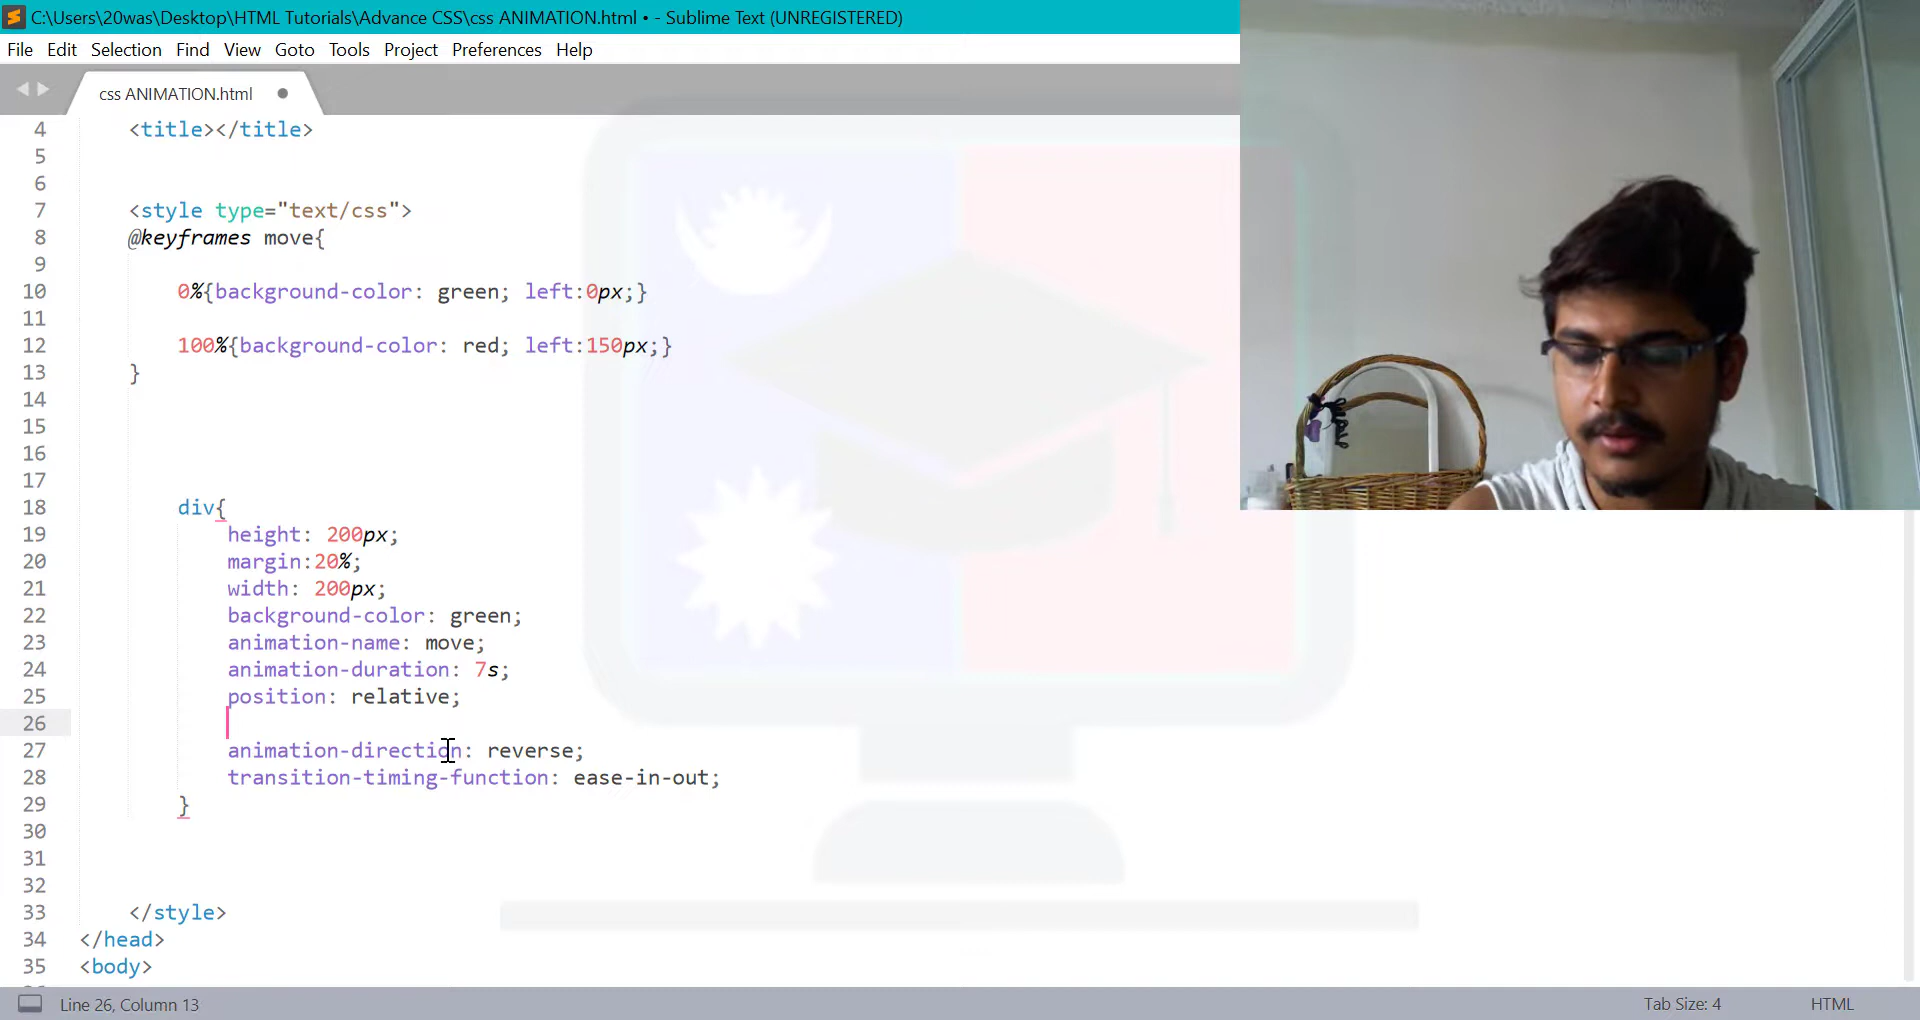 C:\Users\20was\Desktop\HTML Tutorials\Advance CSS\css ANIMATION.html • - Sublime Text (UNREGISTERED)
File Edit Selection Find View Goto Tools Project Preferences Help
css ANIMATION.html
4 <title></title>
5
6
7 <style type="text/css">
8 @keyframes move{
9
10 0%{background-color: green; left:0px;}
11
12 100%{background-color: red; left:150px;}
13 }
14
15
16
17
18 div{
19 height: 200px;
20 margin:20%;
21 width: 200px;
22 background-color: green;
23 animation-name: move;
24 animation-duration: 7s;
25 position: relative;
26
27 animation-direction: reverse;
28 transition-timing-function: ease-in-out;
29 }
30
31
32
33 </style>
34 </head>
35 <body>
Line 26, Column 13 Tab Size: 4 HTML